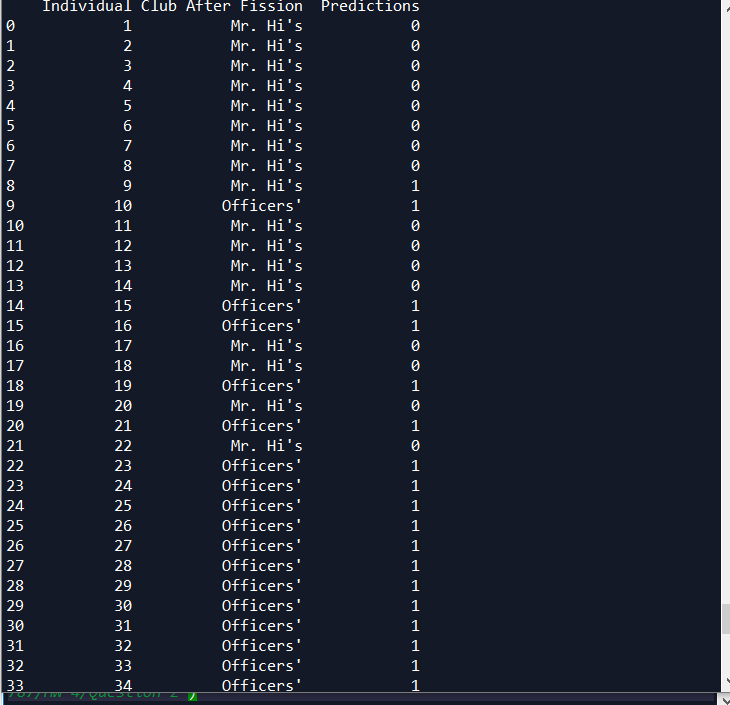 Individual Club After Fission Predictions
0 1 Mr. Hi's 0
1 2 Mr. Hi's 0
2 3 Mr. Hi's 0
3 4 Mr. Hi's 0
4 5 Mr. Hi's 0
5 6 Mr. Hi's 0
6 7 Mr. Hi's 0
7 8 Mr. Hi's 0
8 9 Mr. Hi's 1
9 10 Officers' 1
10 11 Mr. Hi's 0
11 12 Mr. Hi's 0
12 13 Mr. Hi's 0
13 14 Mr. Hi's 0
14 15 Officers' 1
15 16 Officers' 1
16 17 Mr. Hi's 0
17 18 Mr. Hi's 0
18 19 Officers' 1
19 20 Mr. Hi's 0
20 21 Officers' 1
21 22 Mr. Hi's 0
22 23 Officers' 1
23 24 Officers' 1
24 25 Officers' 1
25 26 Officers' 1
26 27 Officers' 1
27 28 Officers' 1
28 29 Officers' 1
29 30 Officers' 1
30 31 Officers' 1
31 32 Officers' 1
32 33 Officers' 1
33 34 Officers' 1